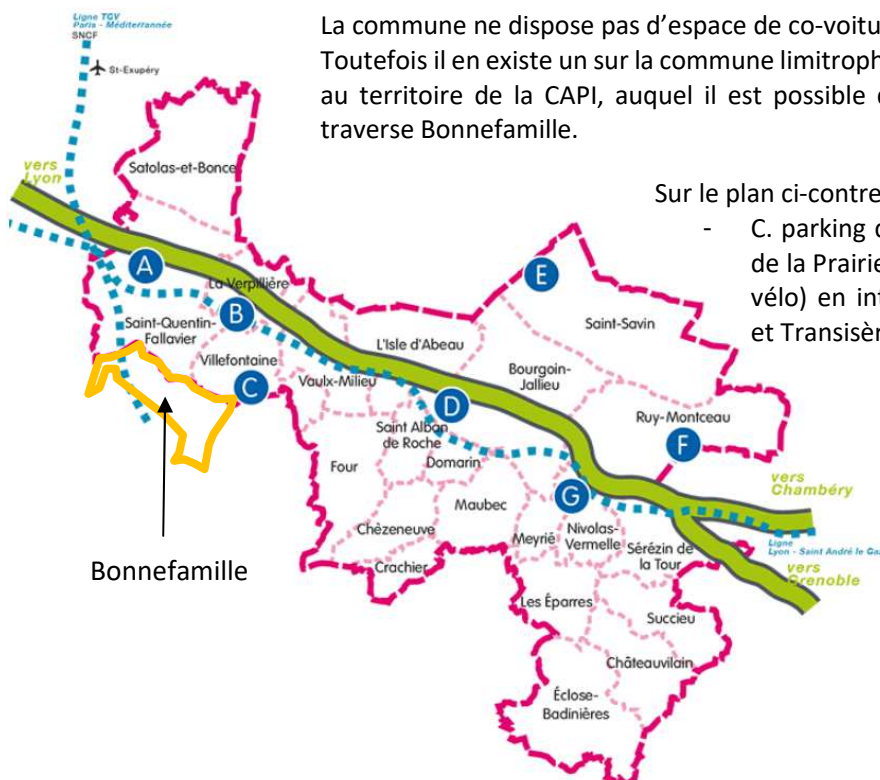 Ligne TGV
Paris - Méditerranée
SNCF
St-Exupéry
La commune ne dispose pas d’espace de co-voitu
Toutefois il en existe un sur la commune limitroph
au territoire de la CAPI, auquel il est possible
traverse Bonnefamille.
Sur le plan ci-contre
- C. parking
de la Prairie
vélo) en int
et Transisèr
vers
Lyon
Satolas-et-Bonce
A
La Verpillière
B
E
Saint-Quentin-
Fallavier
Villefontaine
C
Vaulx-Milieu
L'Isle d'Abeau
Saint-Savin
Bourgoin-
Jallieu
D
Saint Alban
de Roche
Domarin
Ruy-Montceau
F
Four
Maubec
G
vers
Chambéry
Chèzeneuve
Meyrié
Nivolas-
Vermelle
Sérézin de
la Tour
Ligne
Lyon - Saint André le Gaz
vers
Grenoble
Crachier
Bonnefamille
Les Éparres
Succieu
Châteauvilain
Éclose-
Badinières